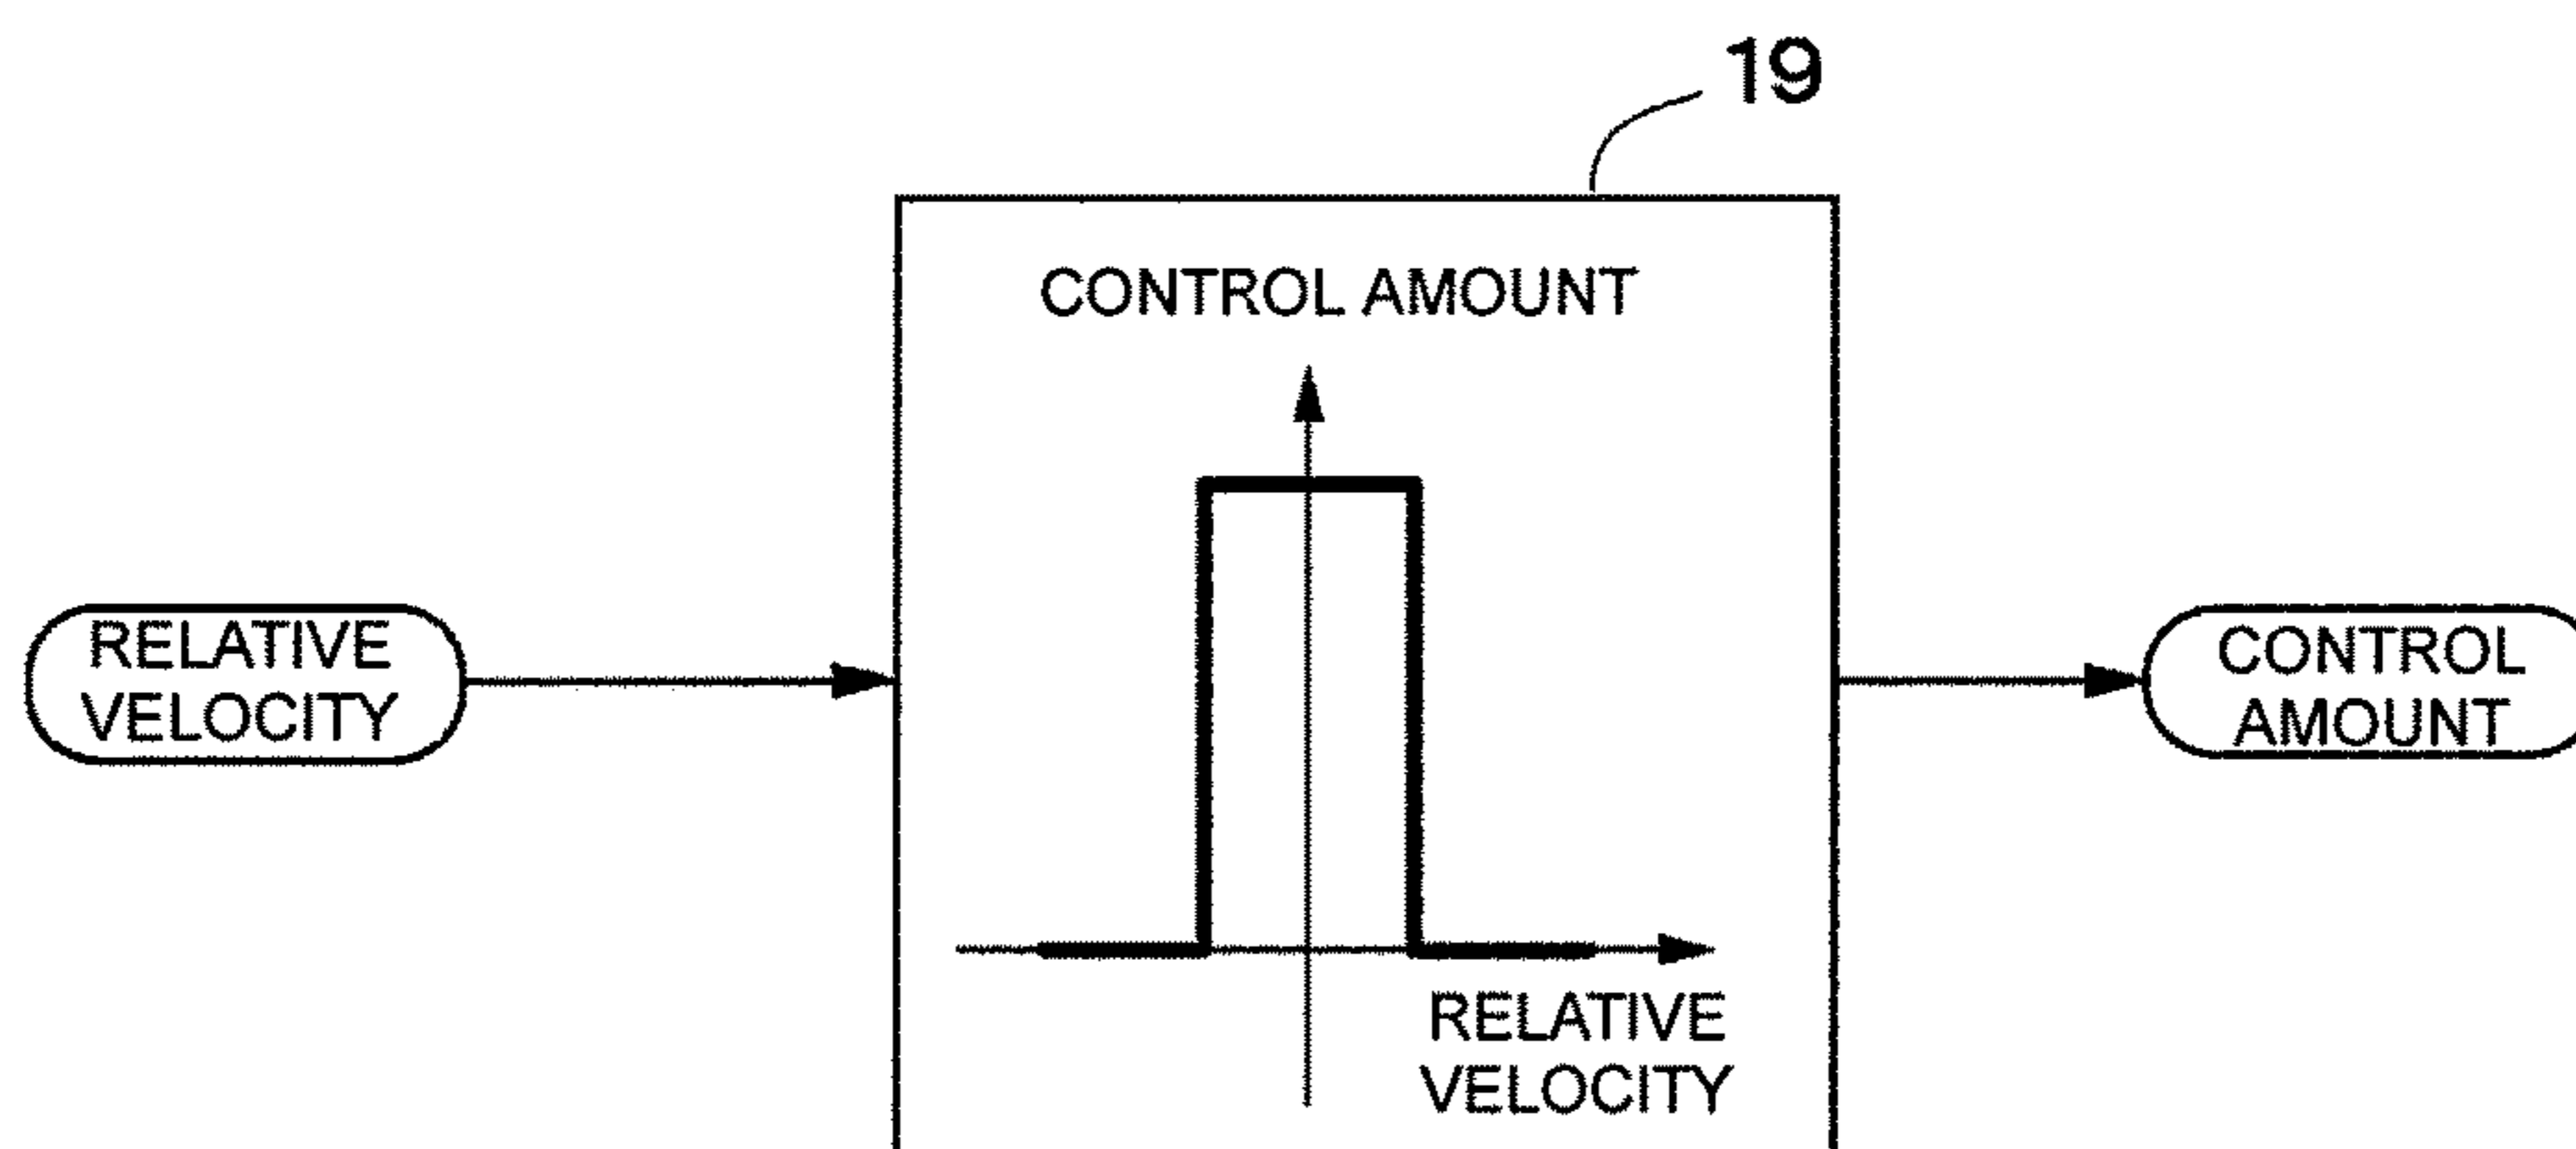 19
CONTROL AMOUNT
RELATIVE
VELOCITY
CONTROL
AMOUNT
RELATIVE
VELOCITY